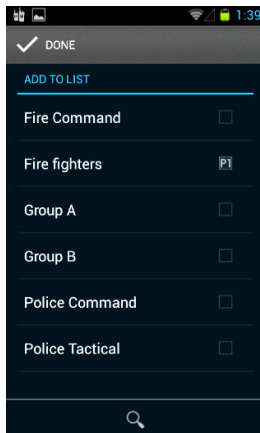 1:39
DONE
ADD TO LIST
Fire Command
Fire fighters P1
Group A
Group B
Police Command
Police Tactical